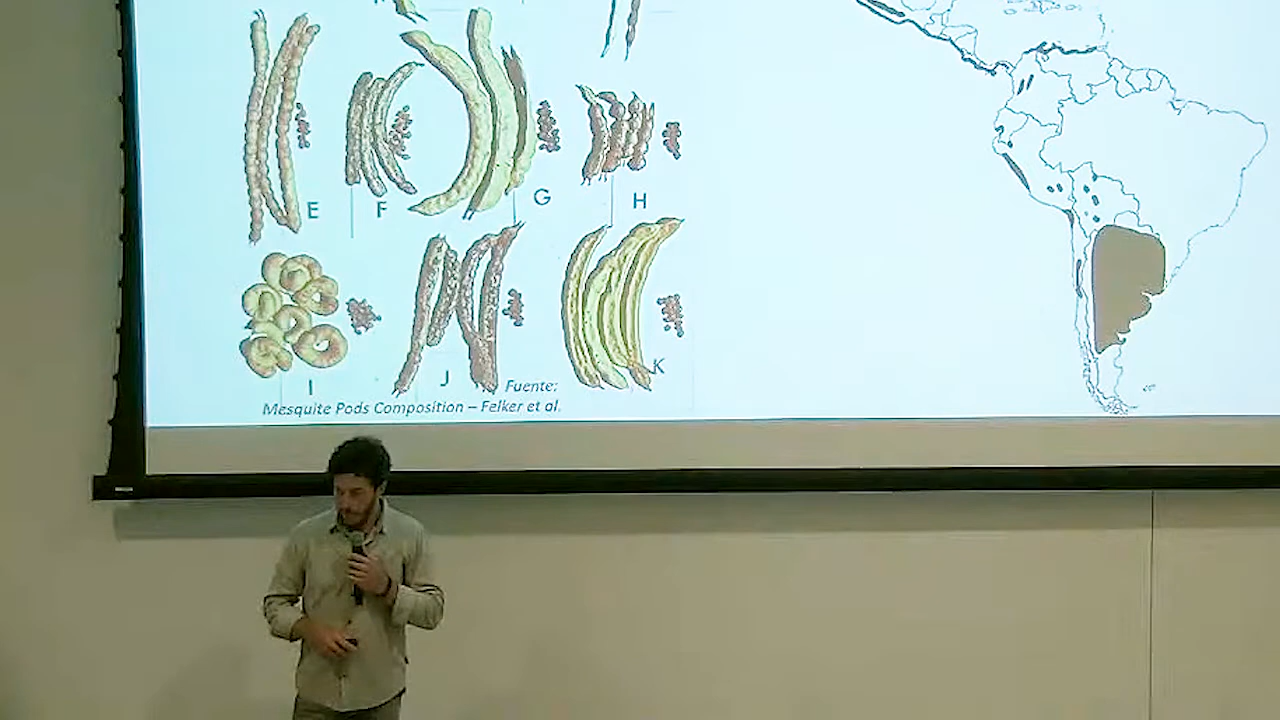 E F G H
I J K
Fuente:
Mesquite Pods Composition – Felker et al.